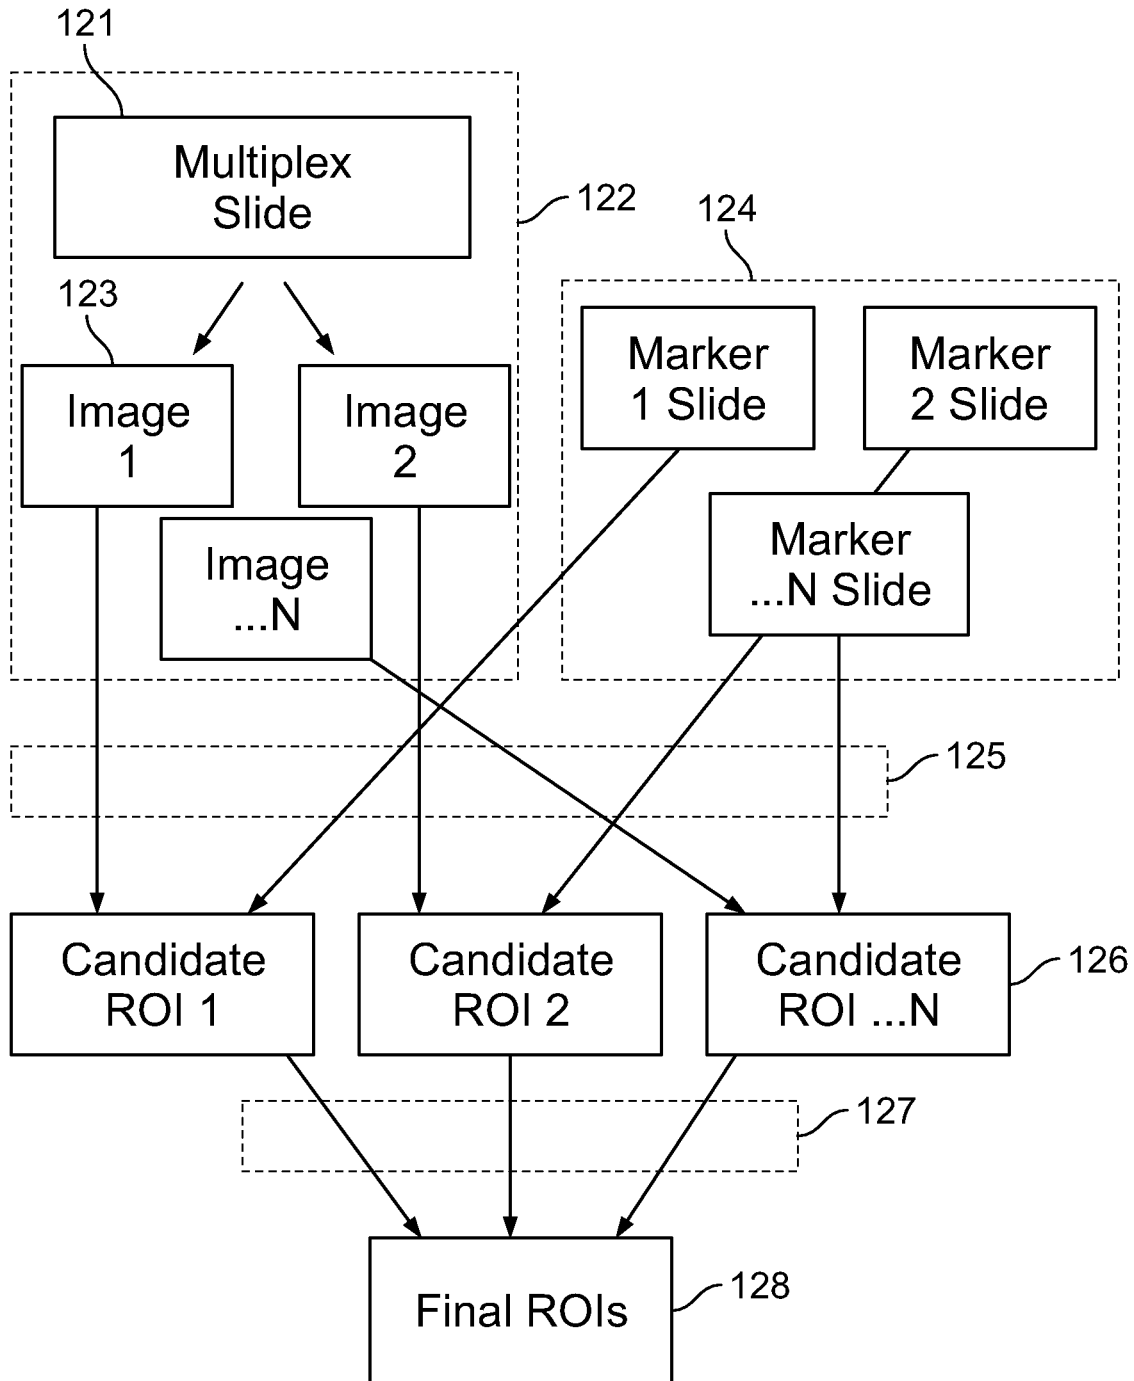 121
Multiplex
Slide
122
124
123
Image
1
Image
2
Image
...N
Marker
1 Slide
Marker
2 Slide
Marker
...N Slide
125
Candidate
ROI 1
Candidate
ROI 2
Candidate
ROI ...N
126
127
Final ROIs
128